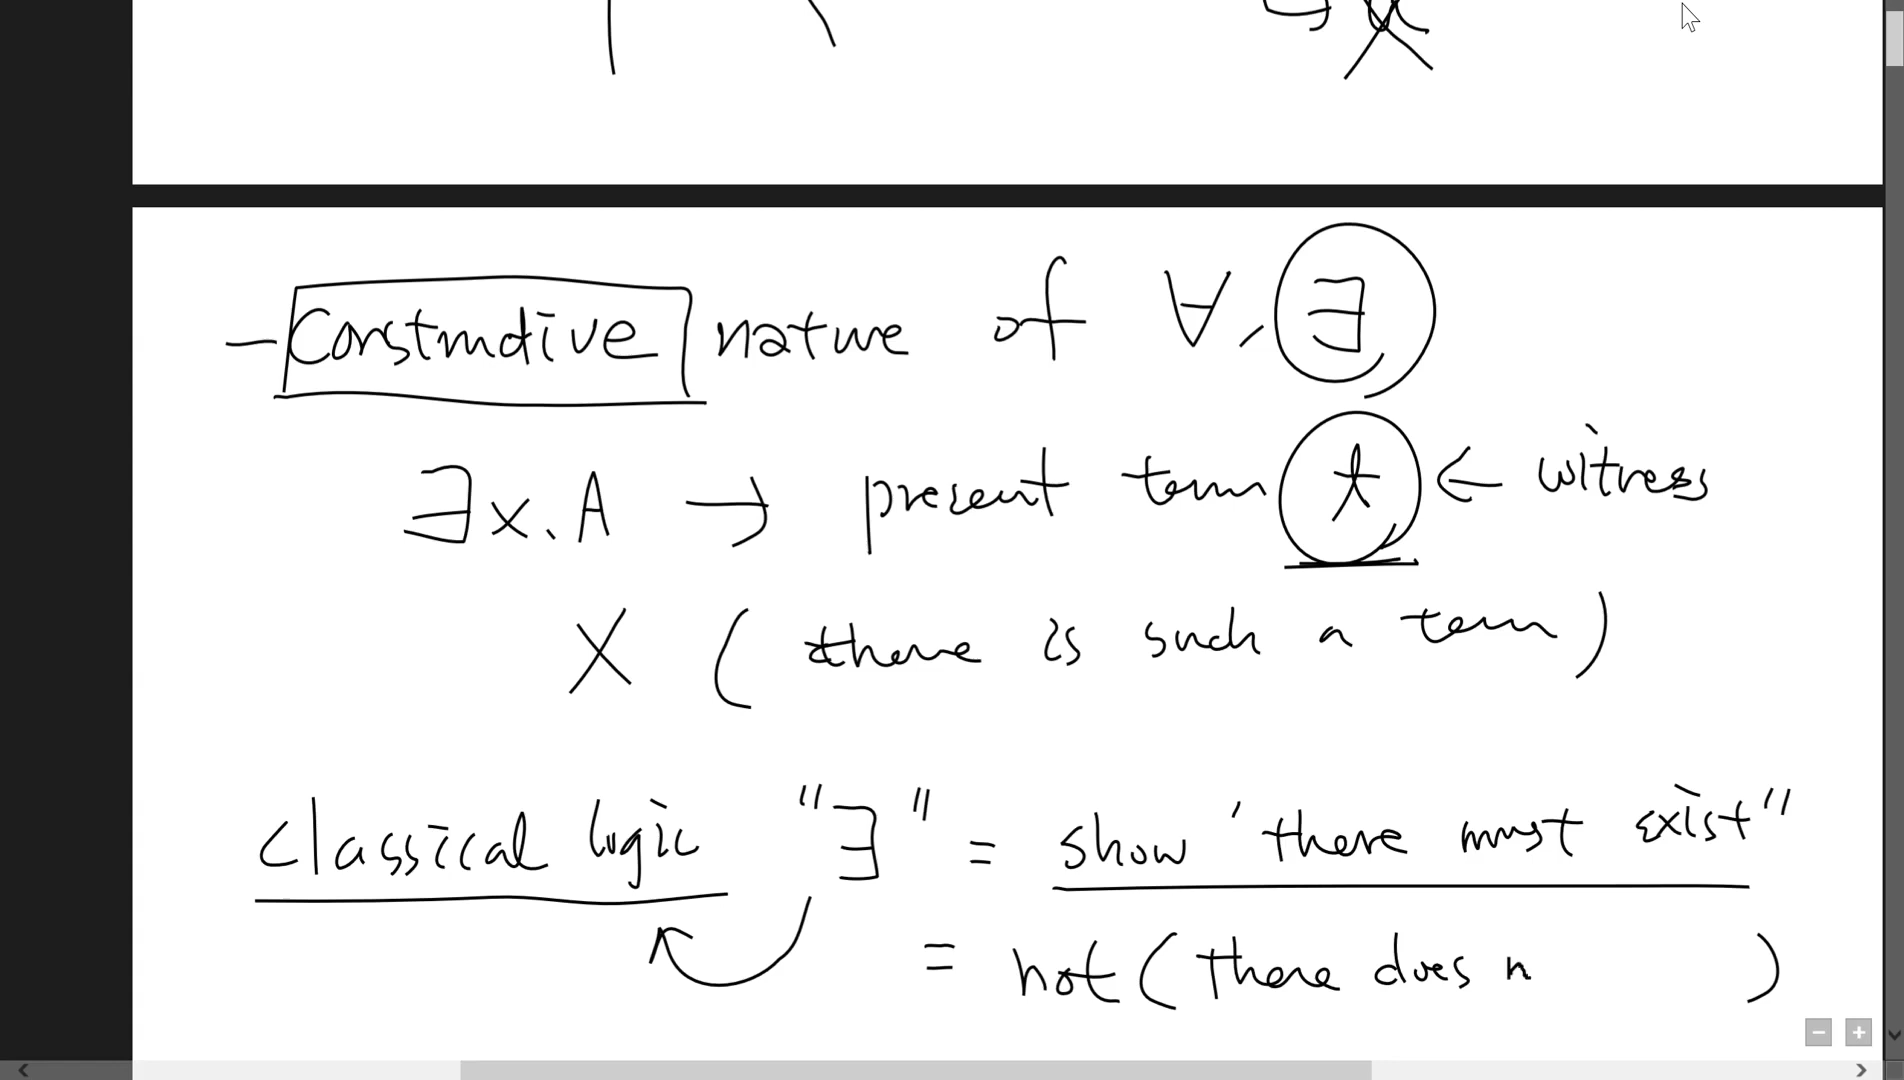 - Constructive nature of ∀, ∃
∃x. A → present term t ← witness
X (there is such a term)
classical logic "∃" = show 'there must exist"
= not (there does n )